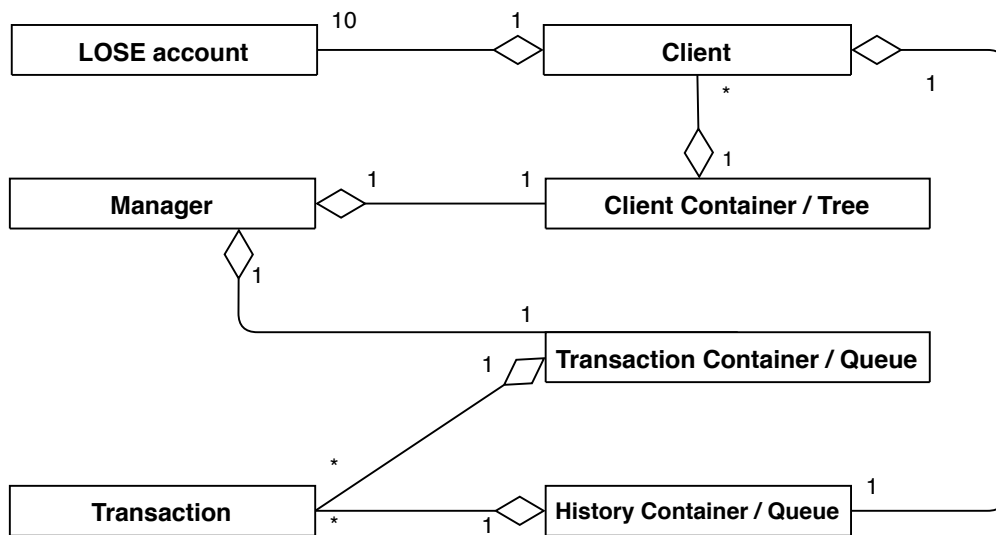 10
1
LOSE account
Client
1
*
1
1
1
Manager
Client Container / Tree
1
1
Transaction Container / Queue
1
*
1
Transaction
History Container / Queue
*
1